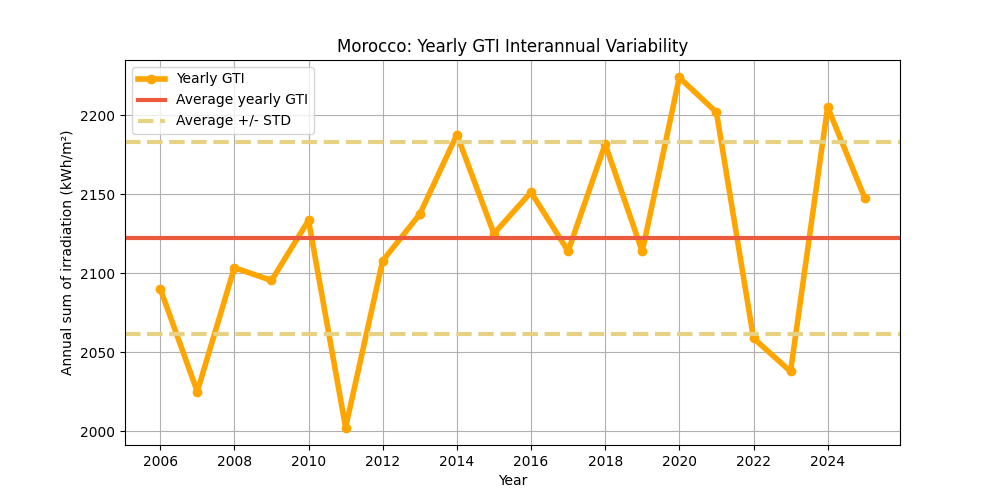 Morocco: Yearly GTI Interannual Variability
Yearly GTI
Average yearly GTI
Average +/- STD
Annual sum of irradiation (kWh/m²)
2200
2150
2100
2050
2000
2006 2008 2010 2012 2014 2016 2018 2020 2022 2024
Year